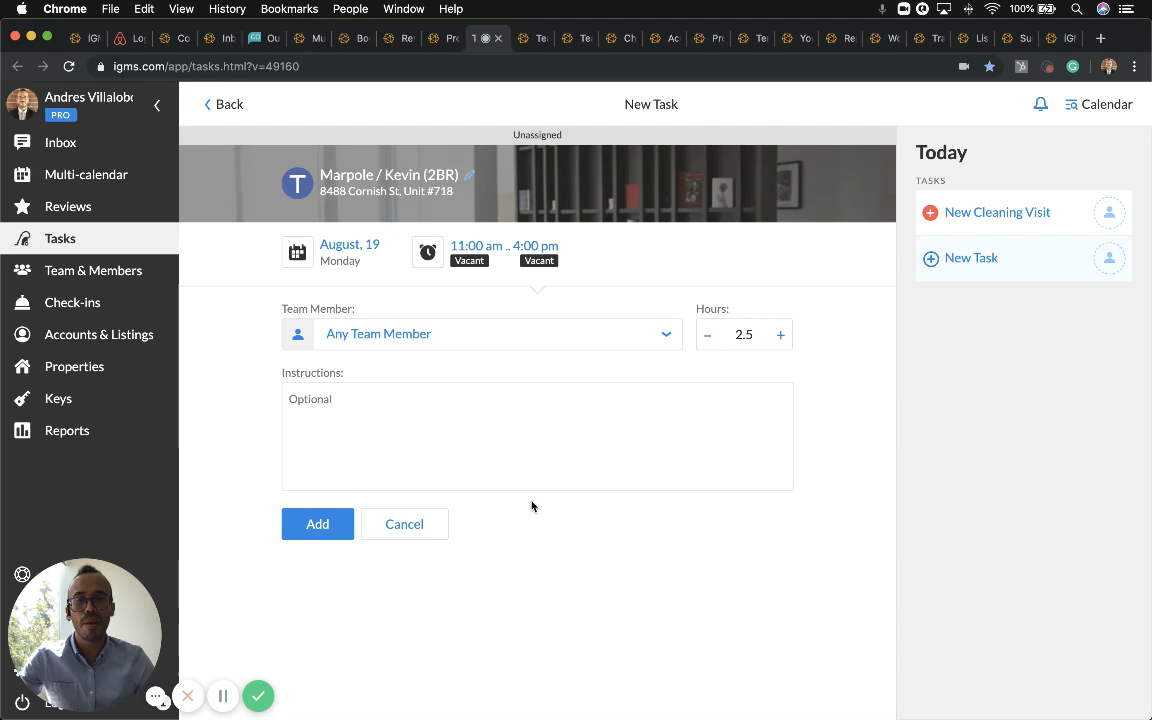 Chrome File Edit View History Bookmarks People Window Help 100%
igms.com/app/tasks.html?v=49160
Andres Villalobo
PRO
Inbox
Multi-calendar
Reviews
Tasks
Team & Members
Check-ins
Accounts & Listings
Properties
Keys
Reports
Back
New Task
Calendar
Unassigned
T
Marpole / Kevin (2BR)
8488 Cornish St, Unit #718
August, 19
Monday
11:00 am .. 4:00 pm
Vacant Vacant
Team Member:
Any Team Member
Hours:
– 2.5 +
Instructions:
Optional
Add Cancel
Today
TASKS
New Cleaning Visit
New Task